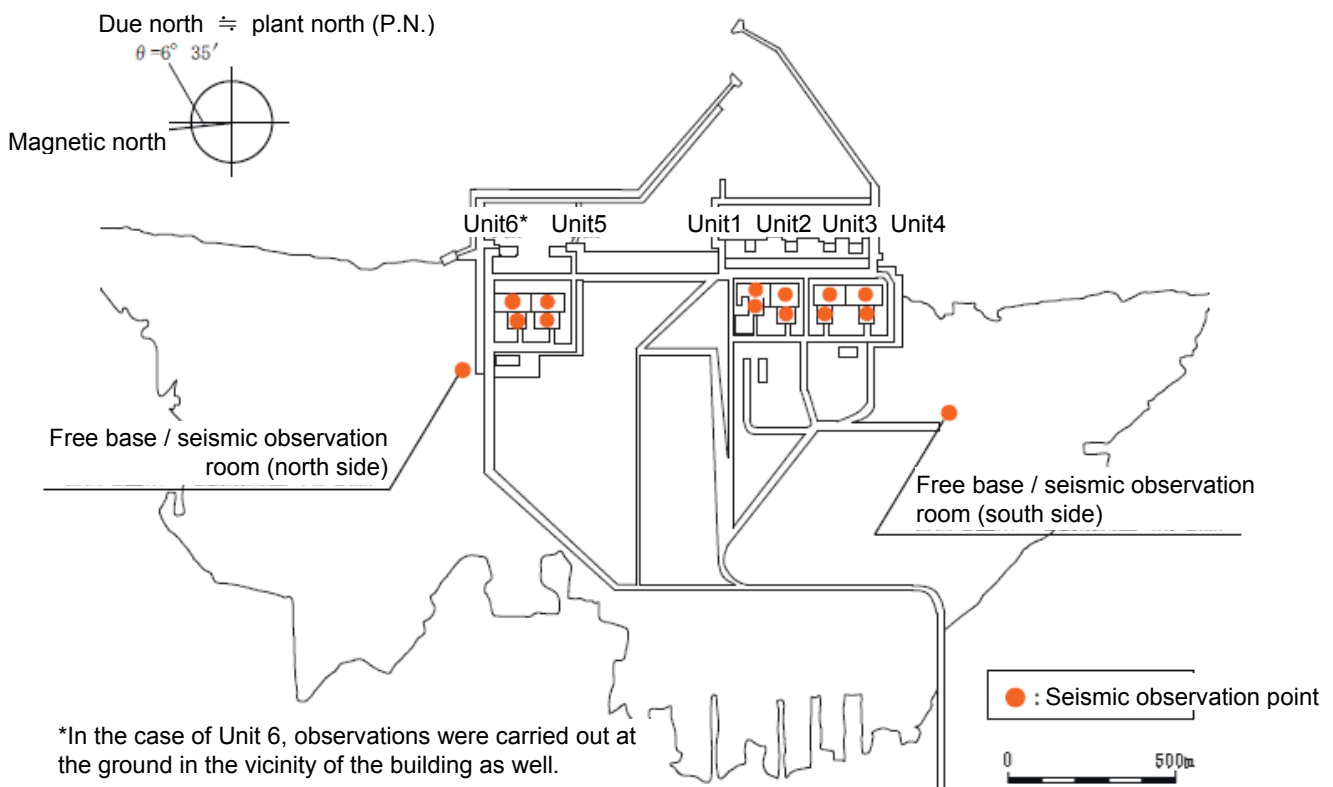 Due north ≒ plant north (P.N.)
θ=6° 35′
Magnetic north
Unit6* Unit5 Unit1 Unit2 Unit3 Unit4
Free base / seismic observation
room (north side)
Free base / seismic observation
room (south side)
: Seismic observation point
*In the case of Unit 6, observations were carried out at
the ground in the vicinity of the building as well.
0 500m